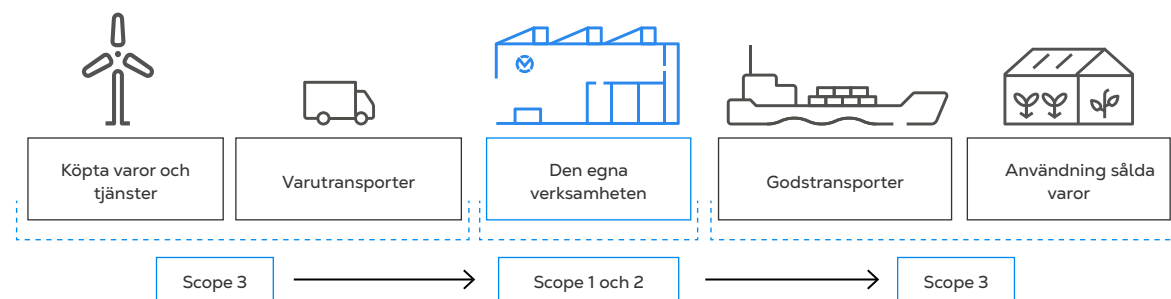 Köpta varor och
tjänster
Varutransporter
Den egna
verksamheten
Godstransporter
Användning sålda
varor
Scope 3
Scope 1 och 2
Scope 3